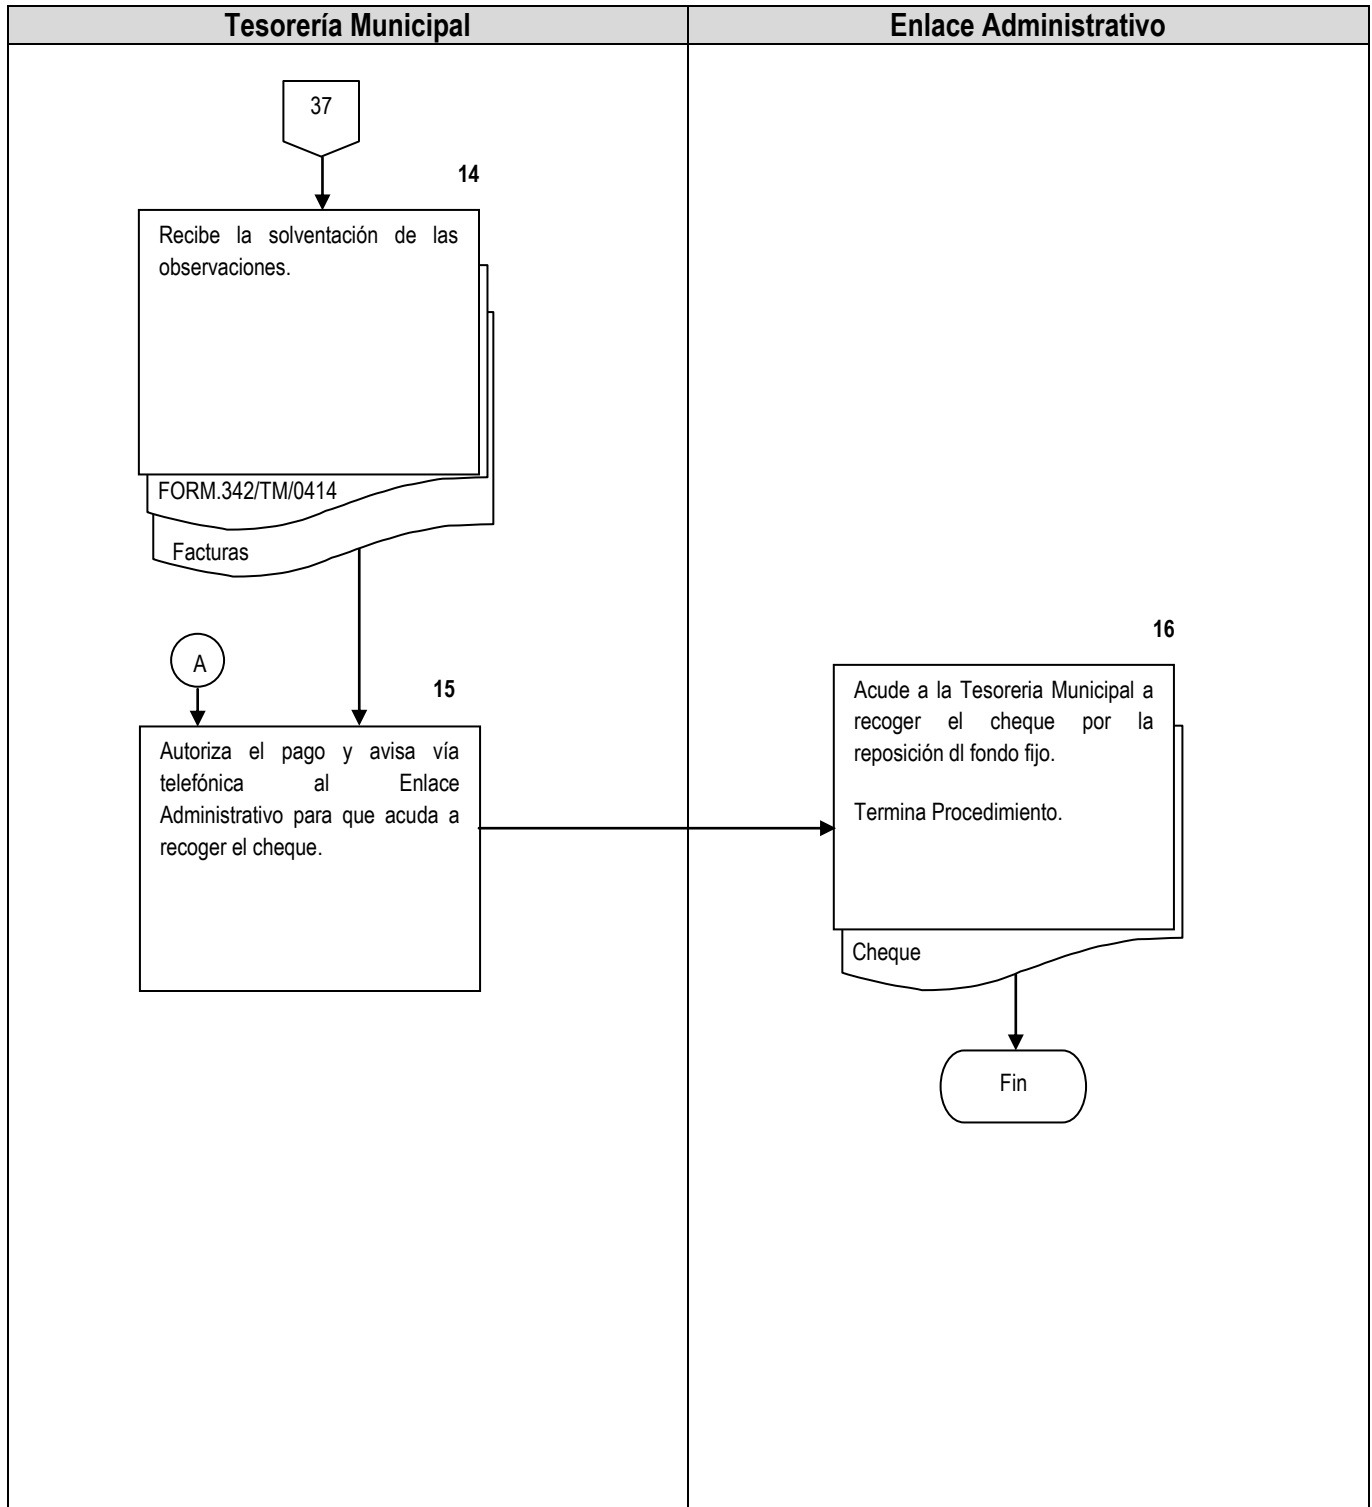 Tesorería Municipal
Enlace Administrativo
37
14
Recibe la solventación de las
observaciones.
FORM.342/TM/0414
Facturas
A
15
Autoriza el pago y avisa vía
telefónica al Enlace
Administrativo para que acuda a
recoger el cheque.
16
Acude a la Tesoreria Municipal a
recoger el cheque por la
reposición dl fondo fijo.
Termina Procedimiento.
Cheque
Fin